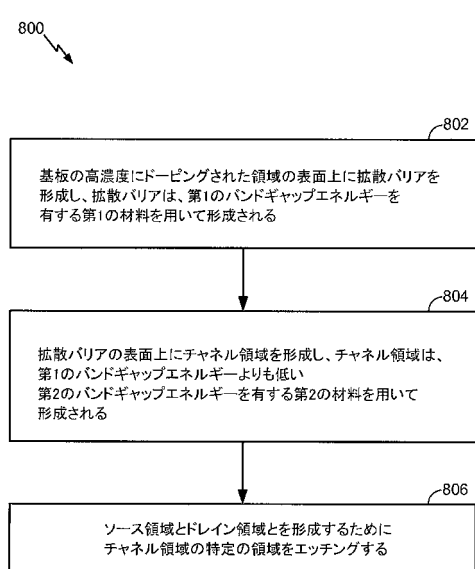 800
802
基板の高濃度にドーピングされた領域の表面上に拡散バリアを
形成し、拡散バリアは、第1のバンドギャップエネルギーを
有する第1の材料を用いて形成される
804
拡散バリアの表面上にチャネル領域を形成し、チャネル領域は、
第1のバンドギャップエネルギーよりも低い
第2のバンドギャップエネルギーを有する第2の材料を用いて
形成される
806
ソース領域とドレイン領域とを形成するために
チャネル領域の特定の領域をエッチングする